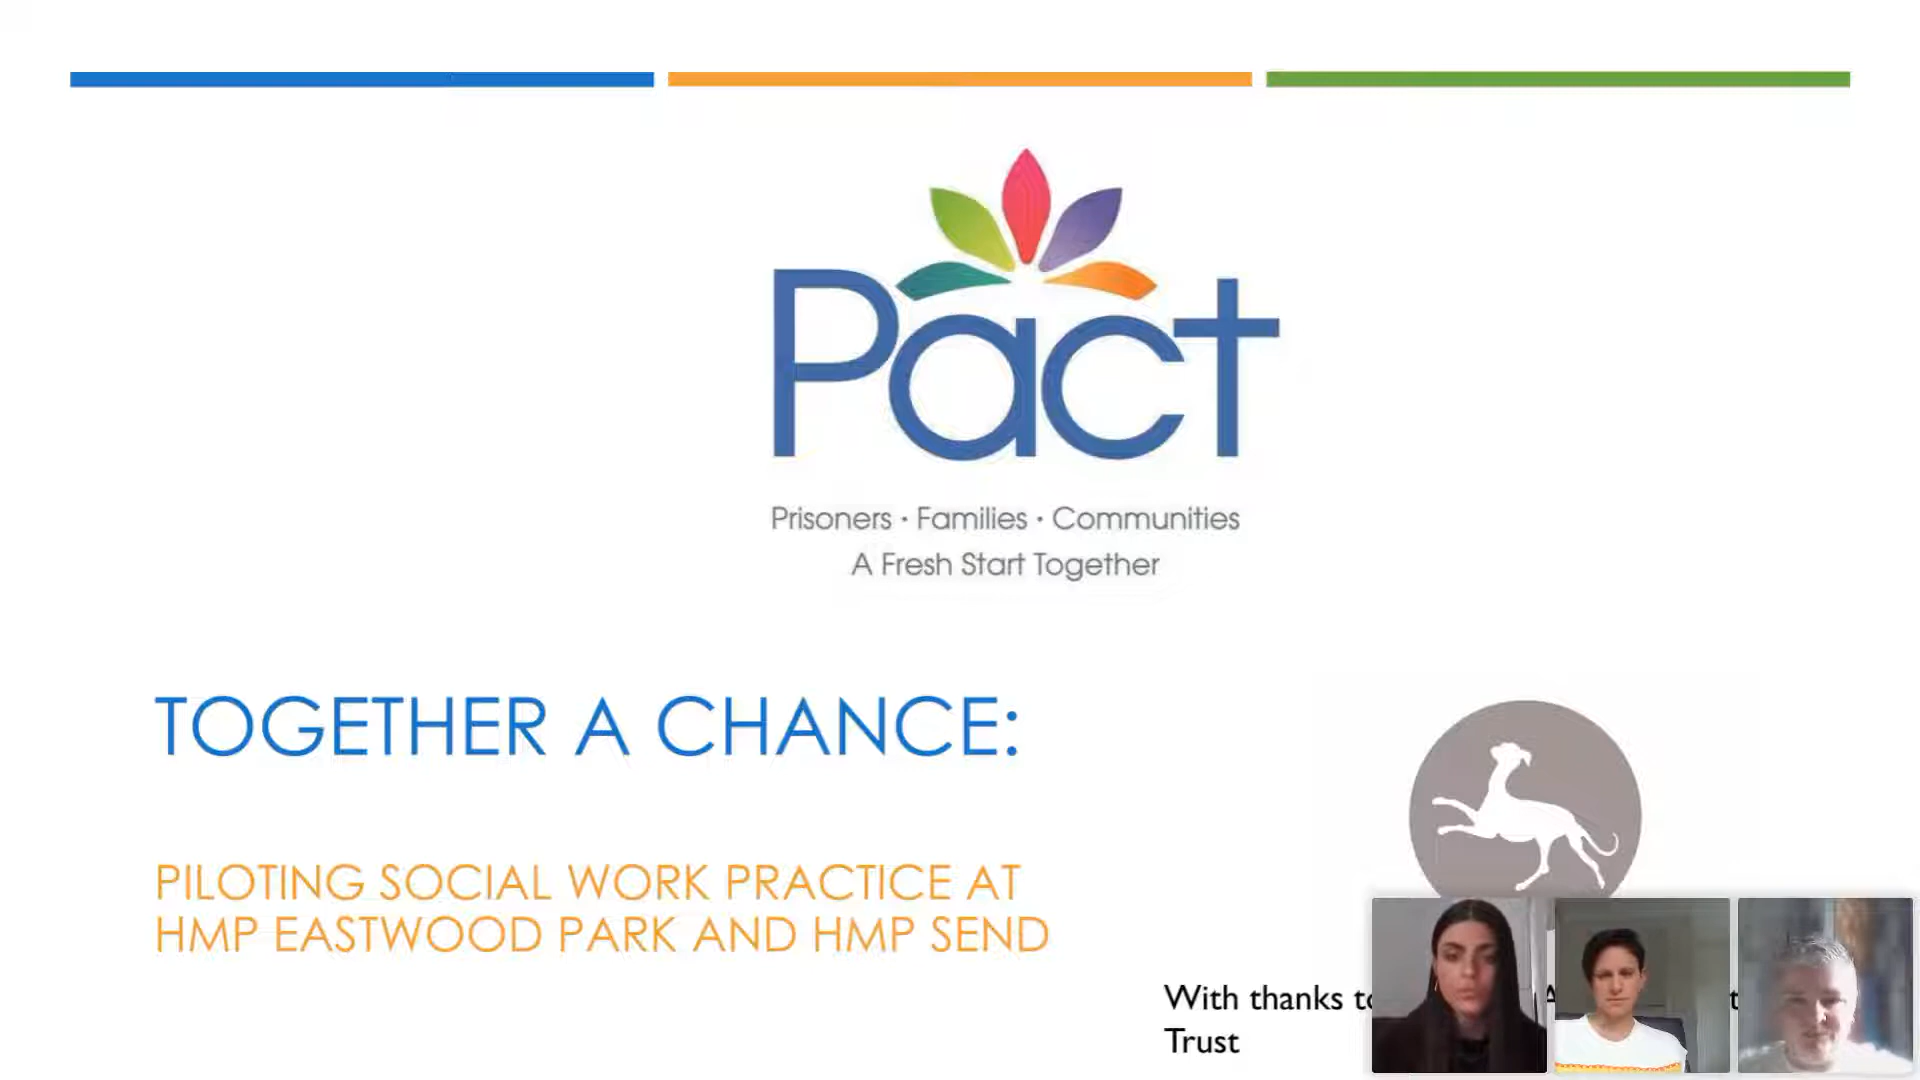 Pact
Prisoners · Families · Communities
A Fresh Start Together
TOGETHER A CHANCE:
PILOTING SOCIAL WORK PRACTICE AT
HMP EASTWOOD PARK AND HMP SEND
With thanks
Trust